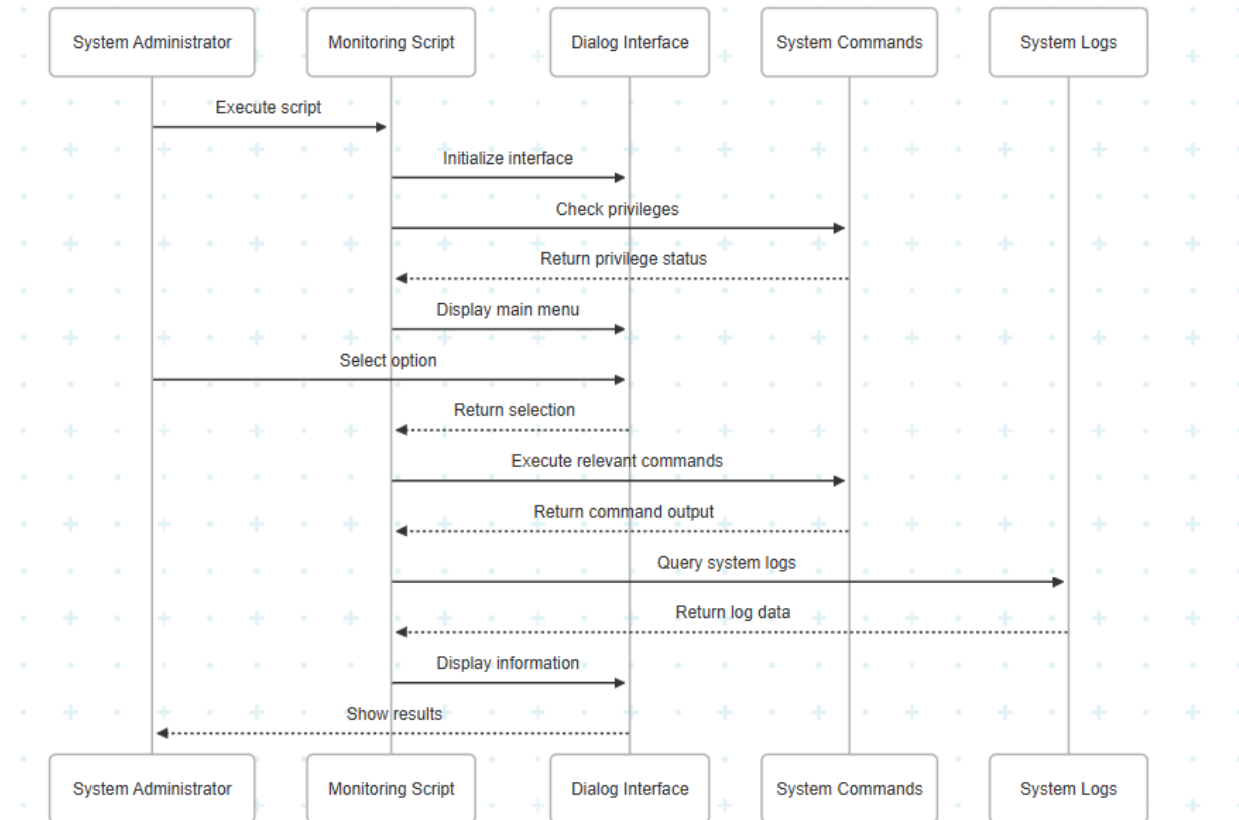 System Administrator
Monitoring Script
Dialog Interface
System Commands
System Logs
Execute script
Initialize interface
Check privileges
Return privilege status
Display main menu
Select option
Return selection
Execute relevant commands
Return command output
Query system logs
Return log data
Display information
Show results
System Administrator
Monitoring Script
Dialog Interface
System Commands
System Logs